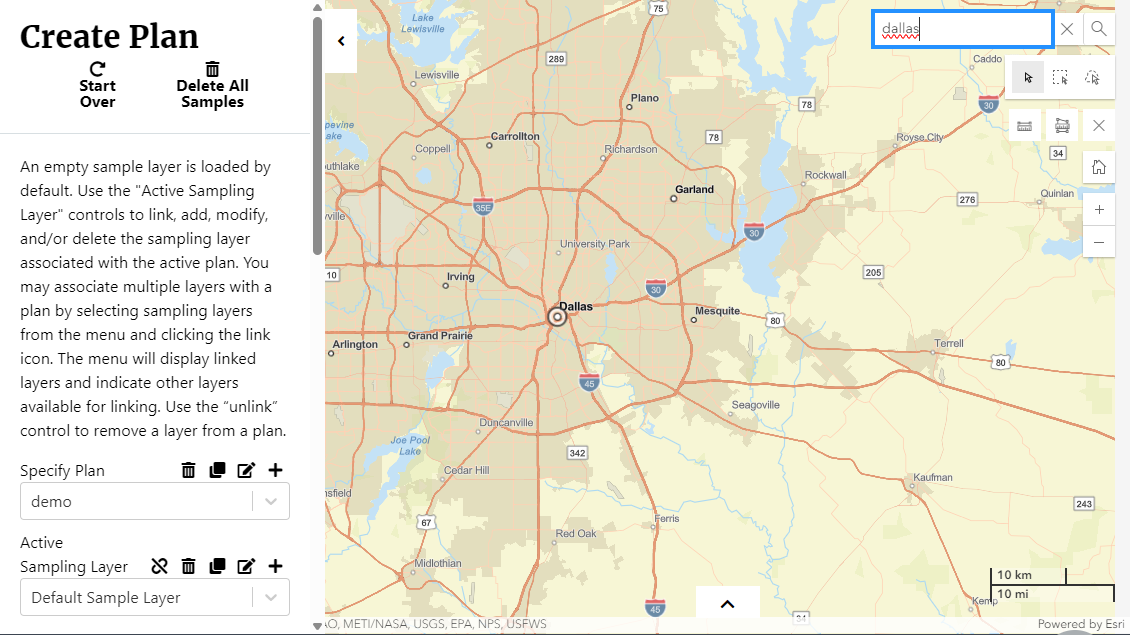 Create Plan
Start Over
Delete All Samples
An empty sample layer is loaded by
default. Use the "Active Sampling
Layer" controls to link, add, modify,
and/or delete the sampling layer
associated with the active plan. You
may associate multiple layers with a
plan by selecting sampling layers
from the menu and clicking the link
icon. The menu will display linked
layers and indicate other layers
available for linking. Use the “unlink”
control to remove a layer from a plan.
Specify Plan
demo
Active
Sampling Layer
Default Sample Layer
dallas
Lake
Lewisville
75
289
Caddo
Lewisville
Plano
78
30
apevine
Lake
Carrollton
78
Royse City
Coppell
Richardson
34
uthlake
Rockwall
Garland
Quinlan
276
35E
ville
30
University Park
10
Irving
205
30
Dallas
Mesquite
80
Grand Prairie
Arlington
Terrell
80
45
Seagoville
Duncanville
Joe Pool
Lake
342
Cedar Hill
Kaufman
nsfield
243
67
Ferris
Red Oak
Midlothian
10 km
10 mi
Kemp
45
34
AO, METI/NASA, USGS, EPA, NPS, USFWS
Powered by Esri